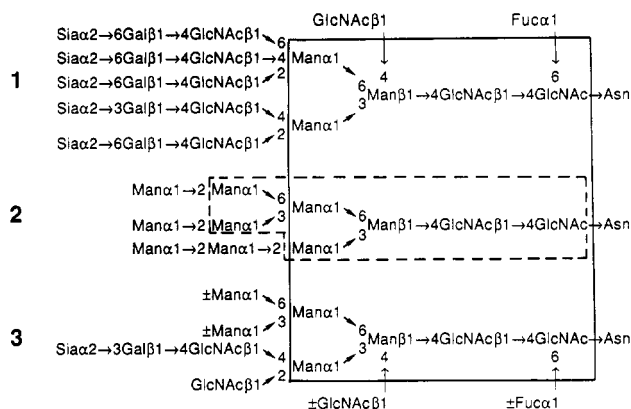 GlcNAcβ1 Fucα1
Siaα2→6Galβ1→4GlcNAcβ1 6
Siaα2→6Galβ1→4GlcNAcβ1→4 Manα1 4 6
Siaα2→6Galβ1→4GlcNAcβ1 2
1 6 Manβ1→4GlcNAcβ1→4GlcNAc→Asn
Siaα2→3Galβ1→4GlcNAcβ1 4 3
Manα1
Siaα2→6Galβ1→4GlcNAcβ1 2
Manα1→2 Manα1 6
Manα1 6
2 Manα1→2 Manα1 3 Manβ1→4GlcNAcβ1→4GlcNAc→Asn
3
Manα1→2Manα1→2 Manα1
±Manα1 6
Manα1
±Manα1 3 6
3 Manβ1→4GlcNAcβ1→4GlcNAc→Asn
Siaα2→3Galβ1→4GlcNAcβ1 4 3 4 6
Manα1
GlcNAcβ1 2
±GlcNAcβ1 ±Fucα1